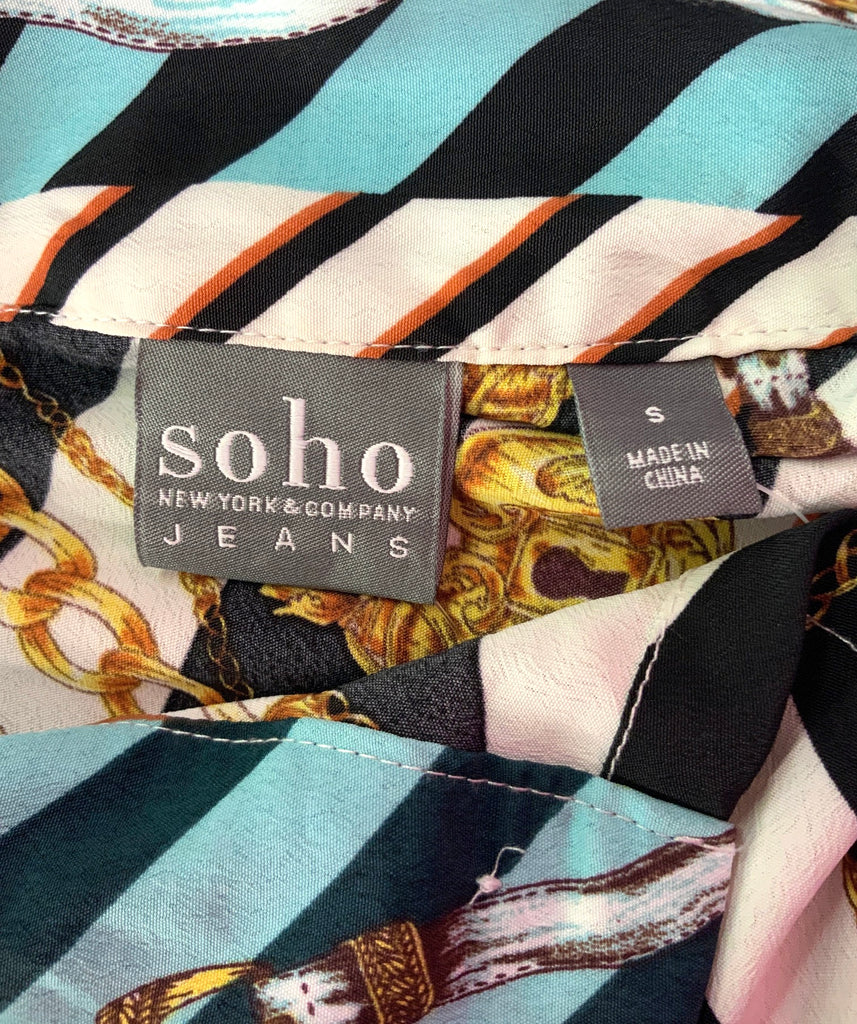 soho
NEW YORK & COMPANY
JEANS
S
MADE IN
CHINA